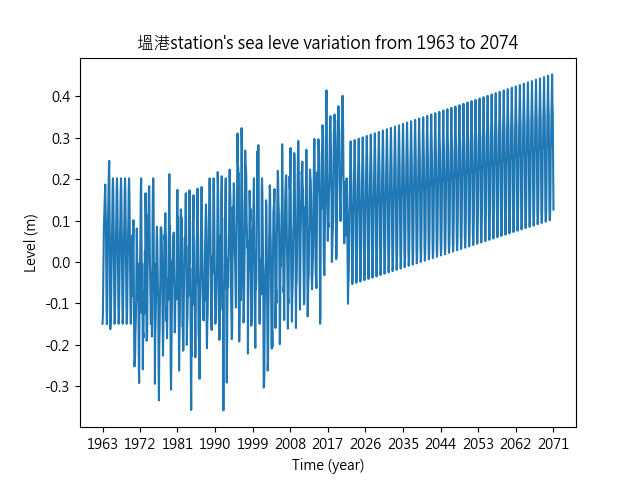 塭港station's sea leve variation from 1963 to 2074
Level (m)
0.4
0.3
0.2
0.1
0.0
-0.1
-0.2
-0.3
1963 1972 1981 1990 1999 2008 2017 2026 2035 2044 2053 2062 2071
Time (year)